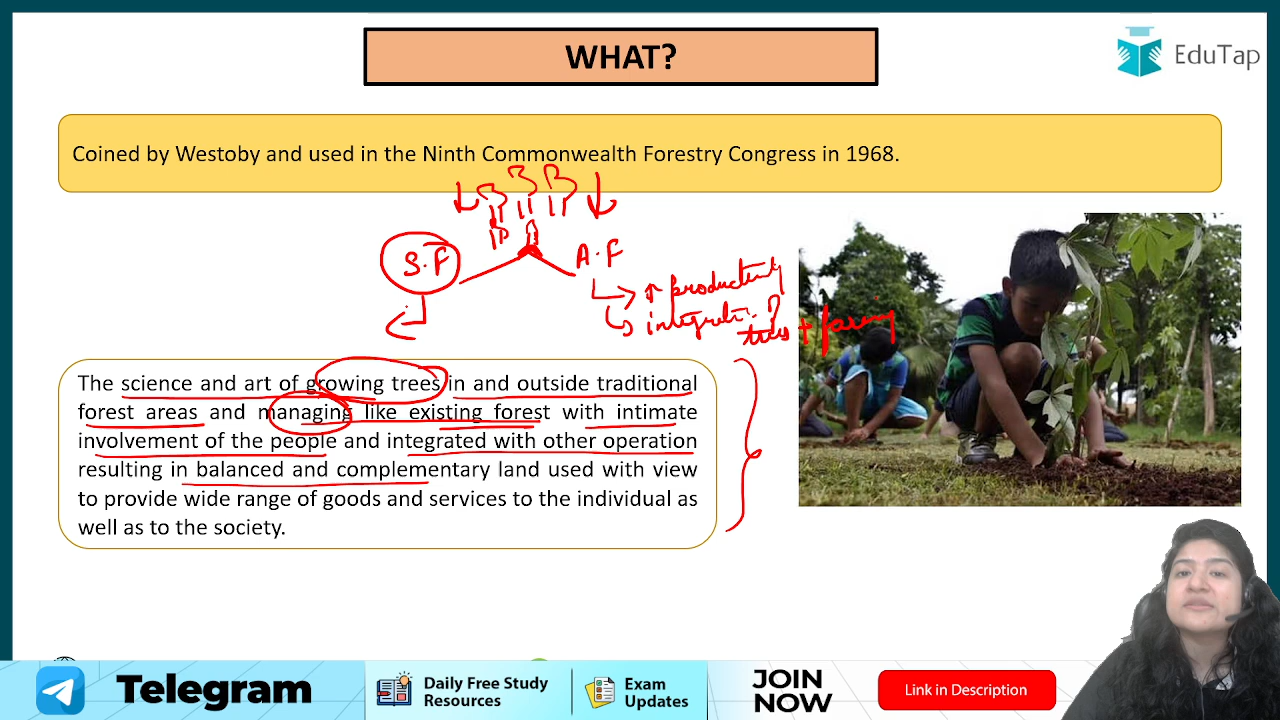 WHAT?
EduTap
Coined by Westoby and used in the Ninth Commonwealth Forestry Congress in 1968.
S.F
A.F
↑ productivity
trees + farming
The science and art of growing trees in and outside traditional
forest areas and managing like existing forest with intimate
involvement of the people and integrated with other operation
resulting in balanced and complementary land used with view
to provide wide range of goods and services to the individual as
well as to the society.
Telegram
Daily Free Study
Resources
Exam
Updates
JOIN
NOW
Link in Description